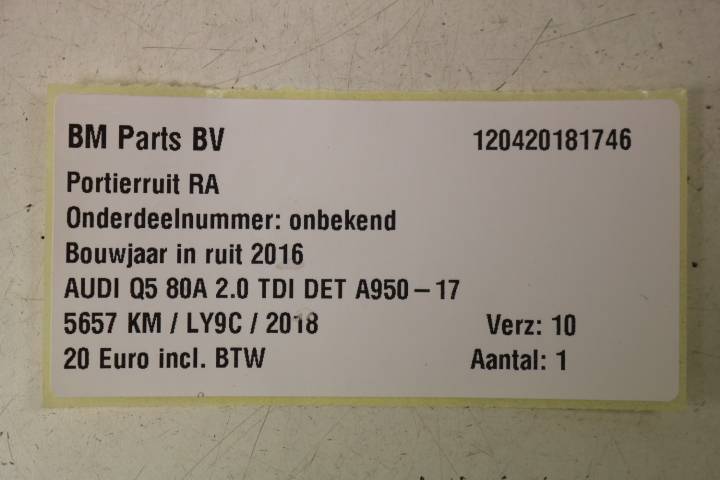 BM Parts BV 120420181746
Portierruit RA
Onderdeelnummer: onbekend
Bouwjaar in ruit 2016
AUDI Q5 80A 2.0 TDI DET A950-17
5657 KM / LY9C / 2018 Verz: 10
20 Euro incl. BTW Aantal: 1